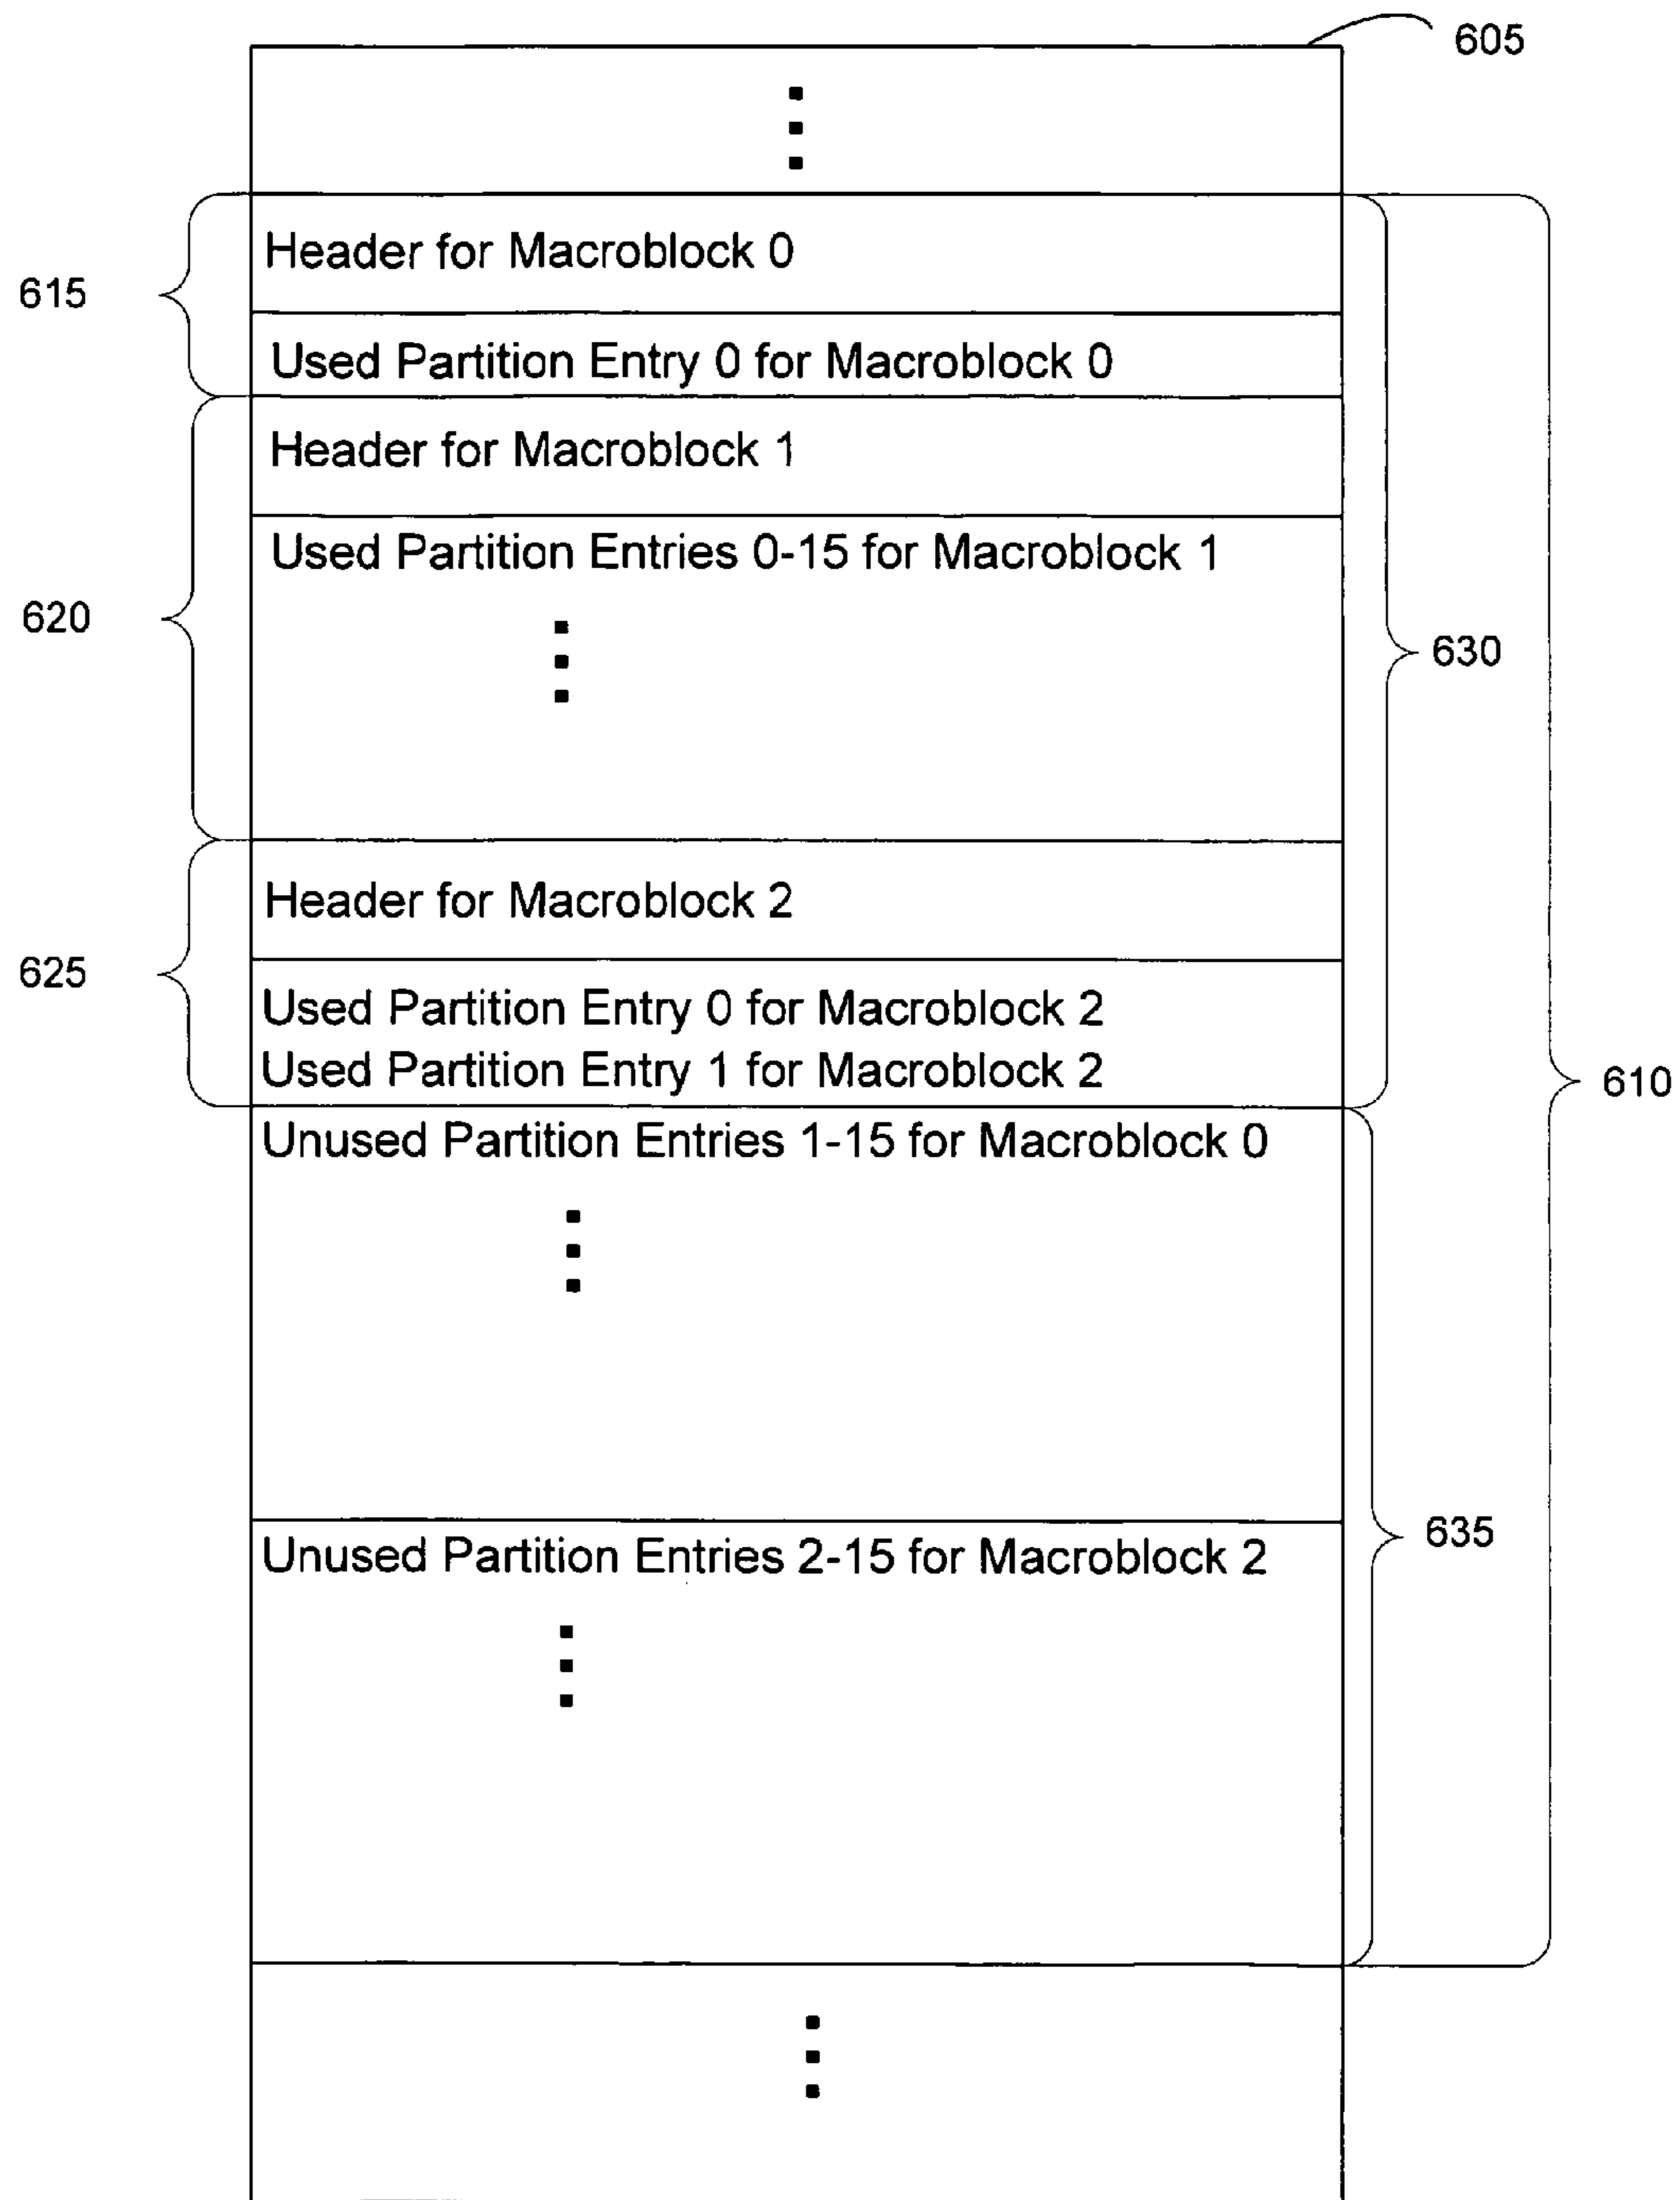 605
Header for Macroblock 0
615
Used Partition Entry 0 for Macroblock 0
Header for Macroblock 1
Used Partition Entries 0-15 for Macroblock 1
620
630
Header for Macroblock 2
625
Used Partition Entry 0 for Macroblock 2
Used Partition Entry 1 for Macroblock 2
610
Unused Partition Entries 1-15 for Macroblock 0
635
Unused Partition Entries 2-15 for Macroblock 2